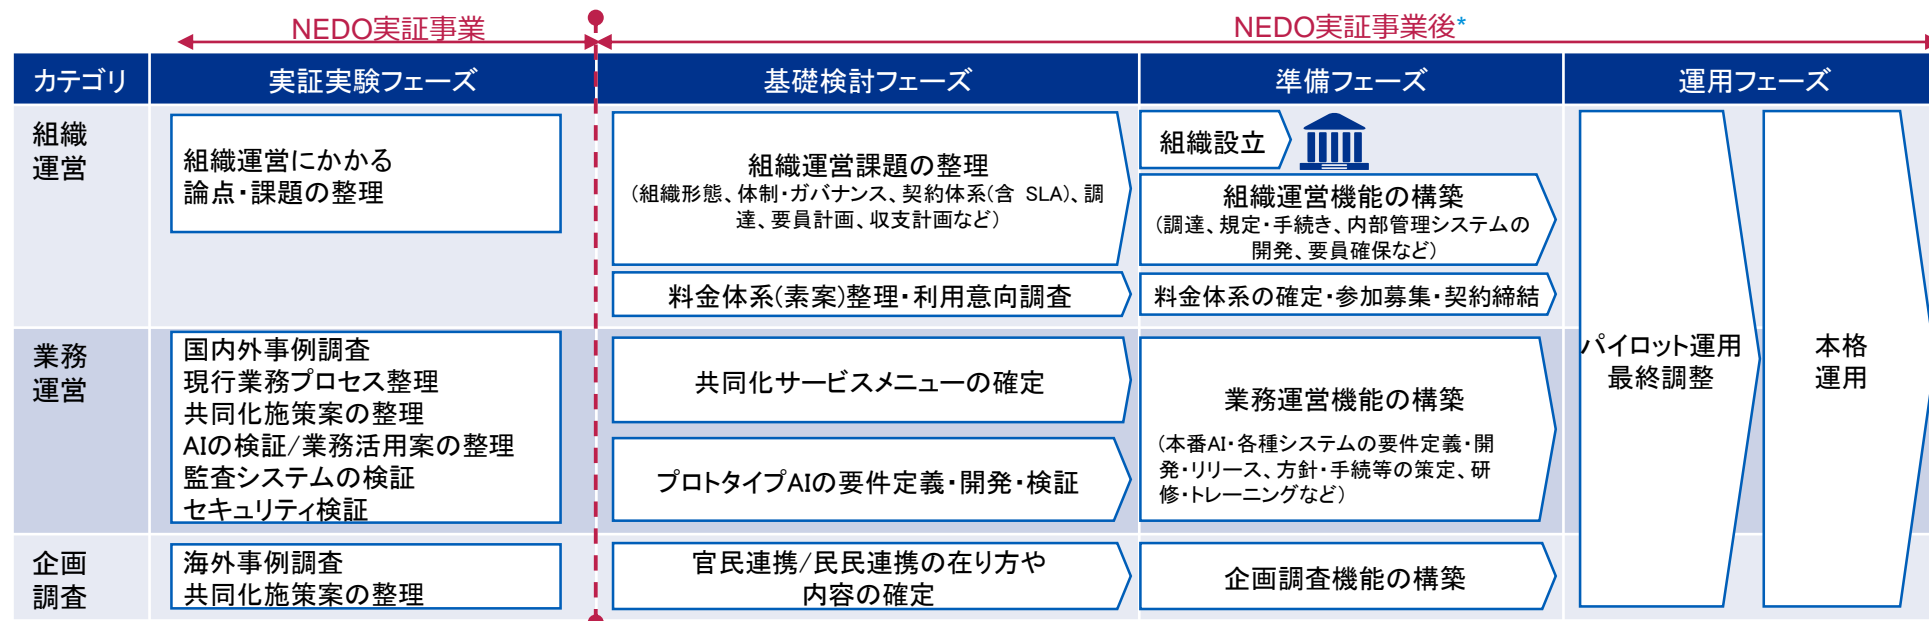 NEDO実証事業
NEDO実証事業後*
カテゴリ
実証実験フェーズ
基礎検討フェーズ
準備フェーズ
運用フェーズ
組織
運営
組織運営にかかる
論点・課題の整理
組織運営課題の整理
(組織形態、体制・ガバナンス、契約体系(含 SLA)、調
達、要員計画、収支計画など)
料金体系(素案)整理・利用意向調査
組織設立
組織運営機能の構築
(調達、規定・手続き、内部管理システムの
開発、要員確保など)
料金体系の確定・参加募集・契約締結
業務
運営
国内外事例調査
現行業務プロセス整理
共同化施策案の整理
AIの検証/業務活用案の整理
監査システムの検証
セキュリティ検証
共同化サービスメニューの確定
プロトタイプAIの要件定義・開発・検証
業務運営機能の構築
(本番AI・各種システムの要件定義・開
発・リリース、方針・手続等の策定、研
修・トレーニングなど)
パイロット運用
最終調整
本格
運用
企画
調査
海外事例調査
共同化施策案の整理
官民連携/民民連携の在り方や
内容の確定
企画調査機能の構築